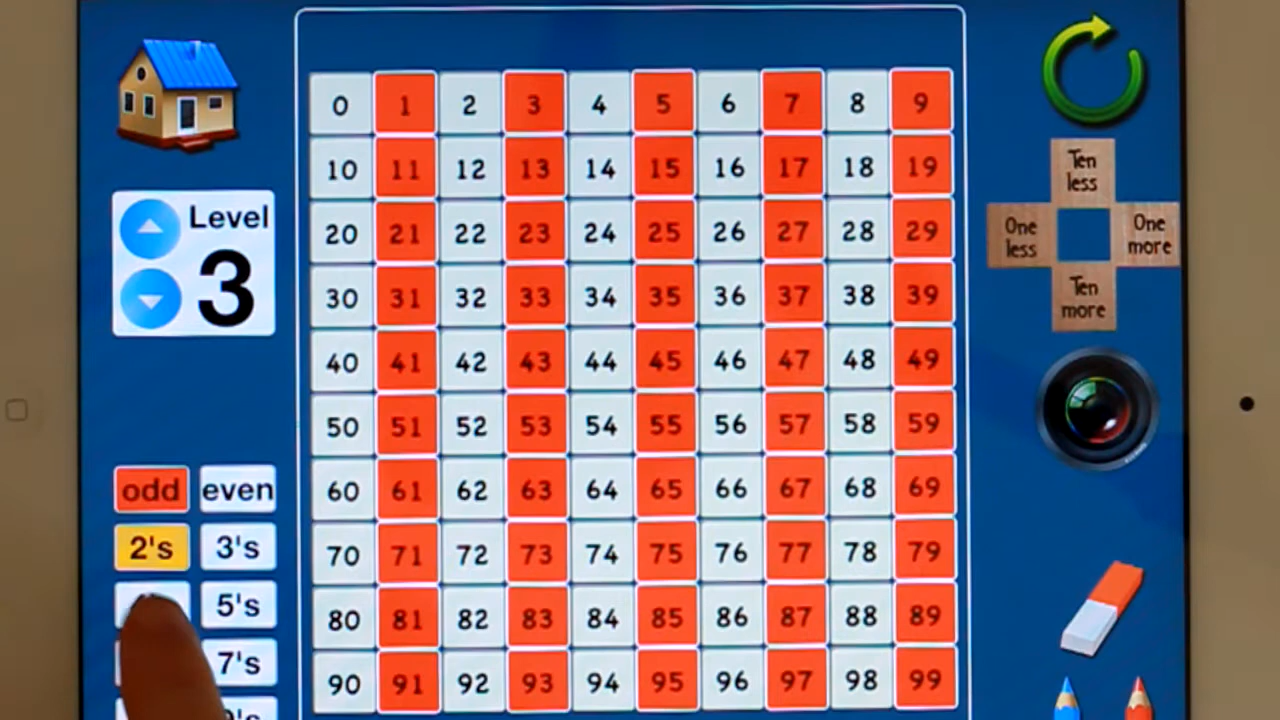 0 1 2 3 4 5 6 7 8 9
10 11 12 13 14 15 16 17 18 19
20 21 22 23 24 25 26 27 28 29
30 31 32 33 34 35 36 37 38 39
40 41 42 43 44 45 46 47 48 49
50 51 52 53 54 55 56 57 58 59
60 61 62 63 64 65 66 67 68 69
70 71 72 73 74 75 76 77 78 79
80 81 82 83 84 85 86 87 88 89
90 91 92 93 94 95 96 97 98 99
Level
3
odd even
2's 3's
5's
7's
Ten
less
One
less
One
more
Ten
more